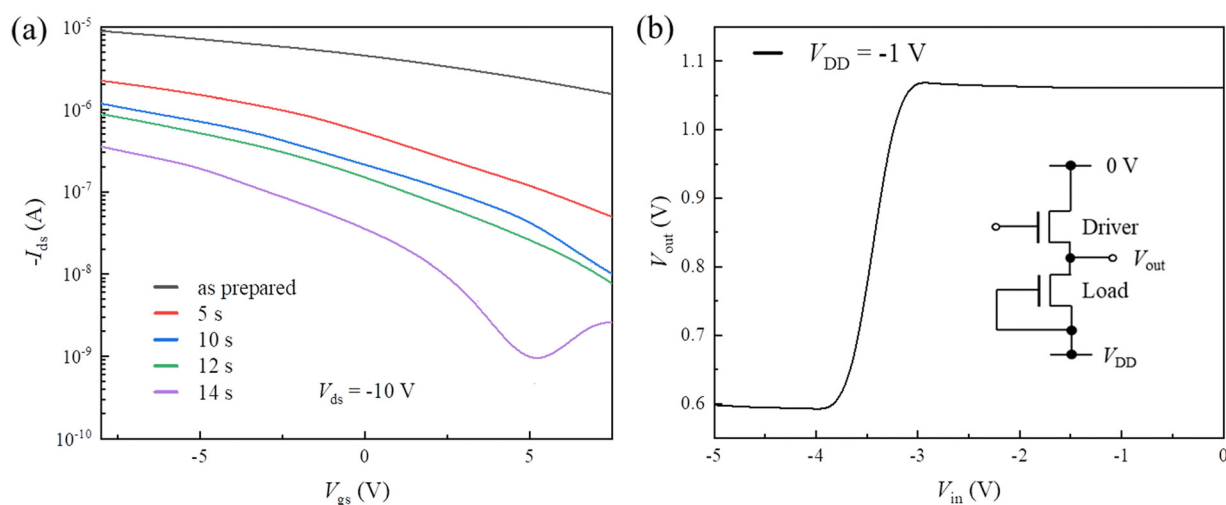 (a)
10^-5
10^-6
10^-7
10^-8
10^-9
10^-10
-I_ds (A)
as prepared
5 s
10 s
12 s
14 s
V_ds = -10 V
-5
0
5
V_gs (V)
(b)
V_DD = -1 V
1.1
1.0
0.9
0.8
0.7
0.6
V_out (V)
0 V
Driver
V_out
Load
V_DD
-5
-4
-3
-2
-1
0
V_in (V)